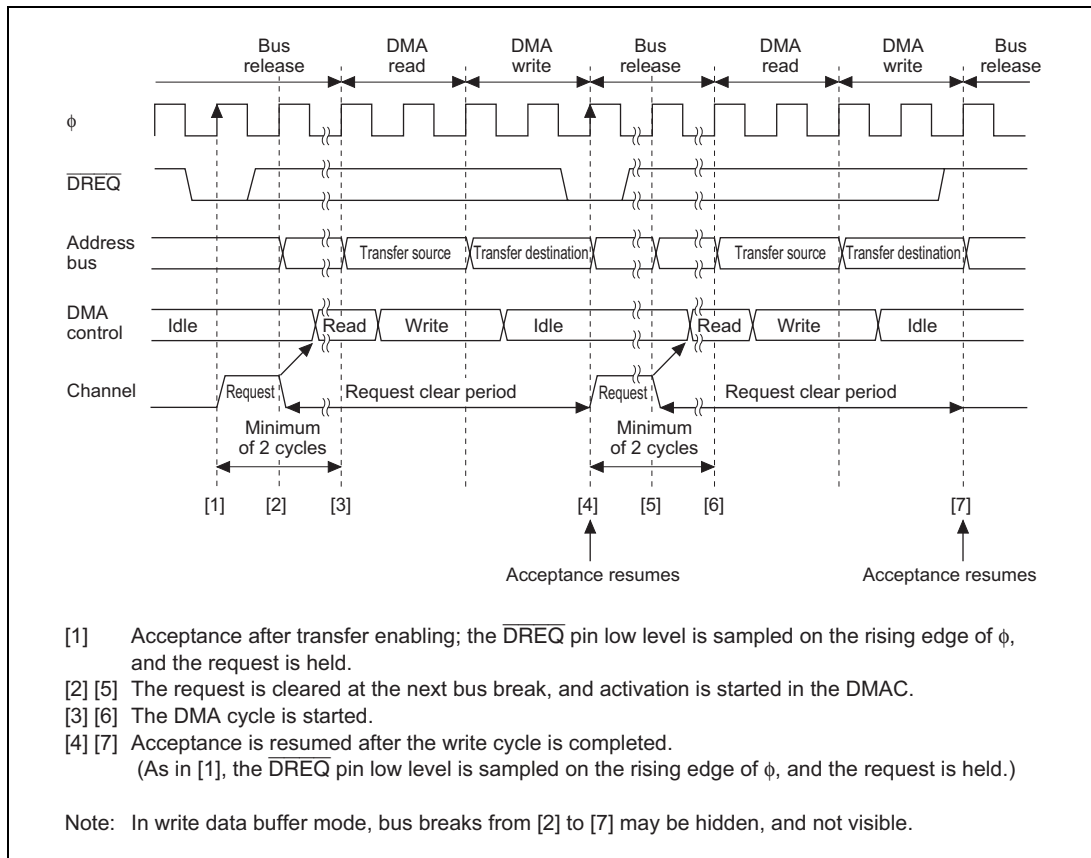 Bus release DMA read DMA write Bus release DMA read DMA write Bus release
φ
DREQ
Address bus Transfer source Transfer destination Transfer source Transfer destination
DMA control Idle Read Write Idle Read Write Idle
Channel Request Request clear period Request Request clear period
Minimum of 2 cycles Minimum of 2 cycles
[1] [2] [3] [4] [5] [6] [7]
Acceptance resumes Acceptance resumes
[1] Acceptance after transfer enabling; the DREQ pin low level is sampled on the rising edge of φ,
and the request is held.
[2] [5] The request is cleared at the next bus break, and activation is started in the DMAC.
[3] [6] The DMA cycle is started.
[4] [7] Acceptance is resumed after the write cycle is completed.
(As in [1], the DREQ pin low level is sampled on the rising edge of φ, and the request is held.)
Note: In write data buffer mode, bus breaks from [2] to [7] may be hidden, and not visible.